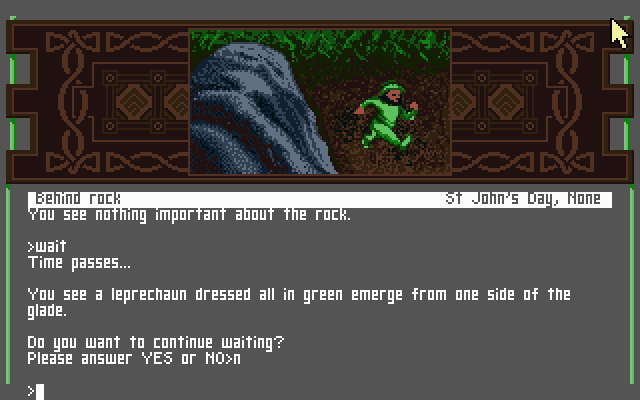 Behind rock St John's Day, None
You see nothing important about the rock.
>wait
Time passes...
You see a leprechaun dressed all in green emerge from one side of the
glade.
Do you want to continue waiting?
Please answer YES or NO>n
>